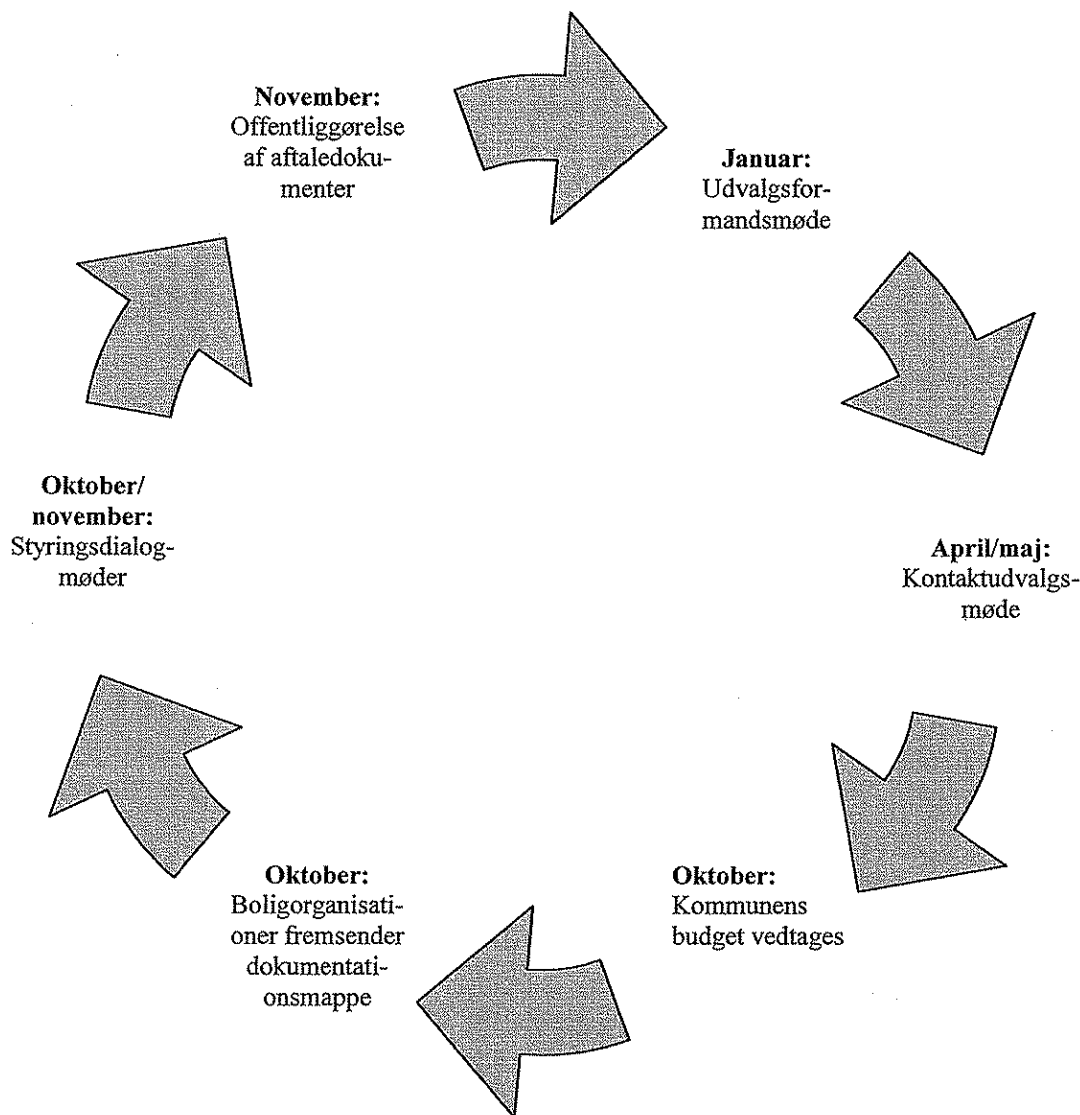 November:
Offentliggørelse
af aftaledoku-
menter
Januar:
Udvalgsfor-
mandsmøde
April/maj:
Kontaktudvalgs-
møde
Oktober:
Kommunens
budget vedtages
Oktober:
Boligorganisati-
oner fremsender
dokumentati-
onsmappe
Oktober/
november:
Styringsdialog-
møder